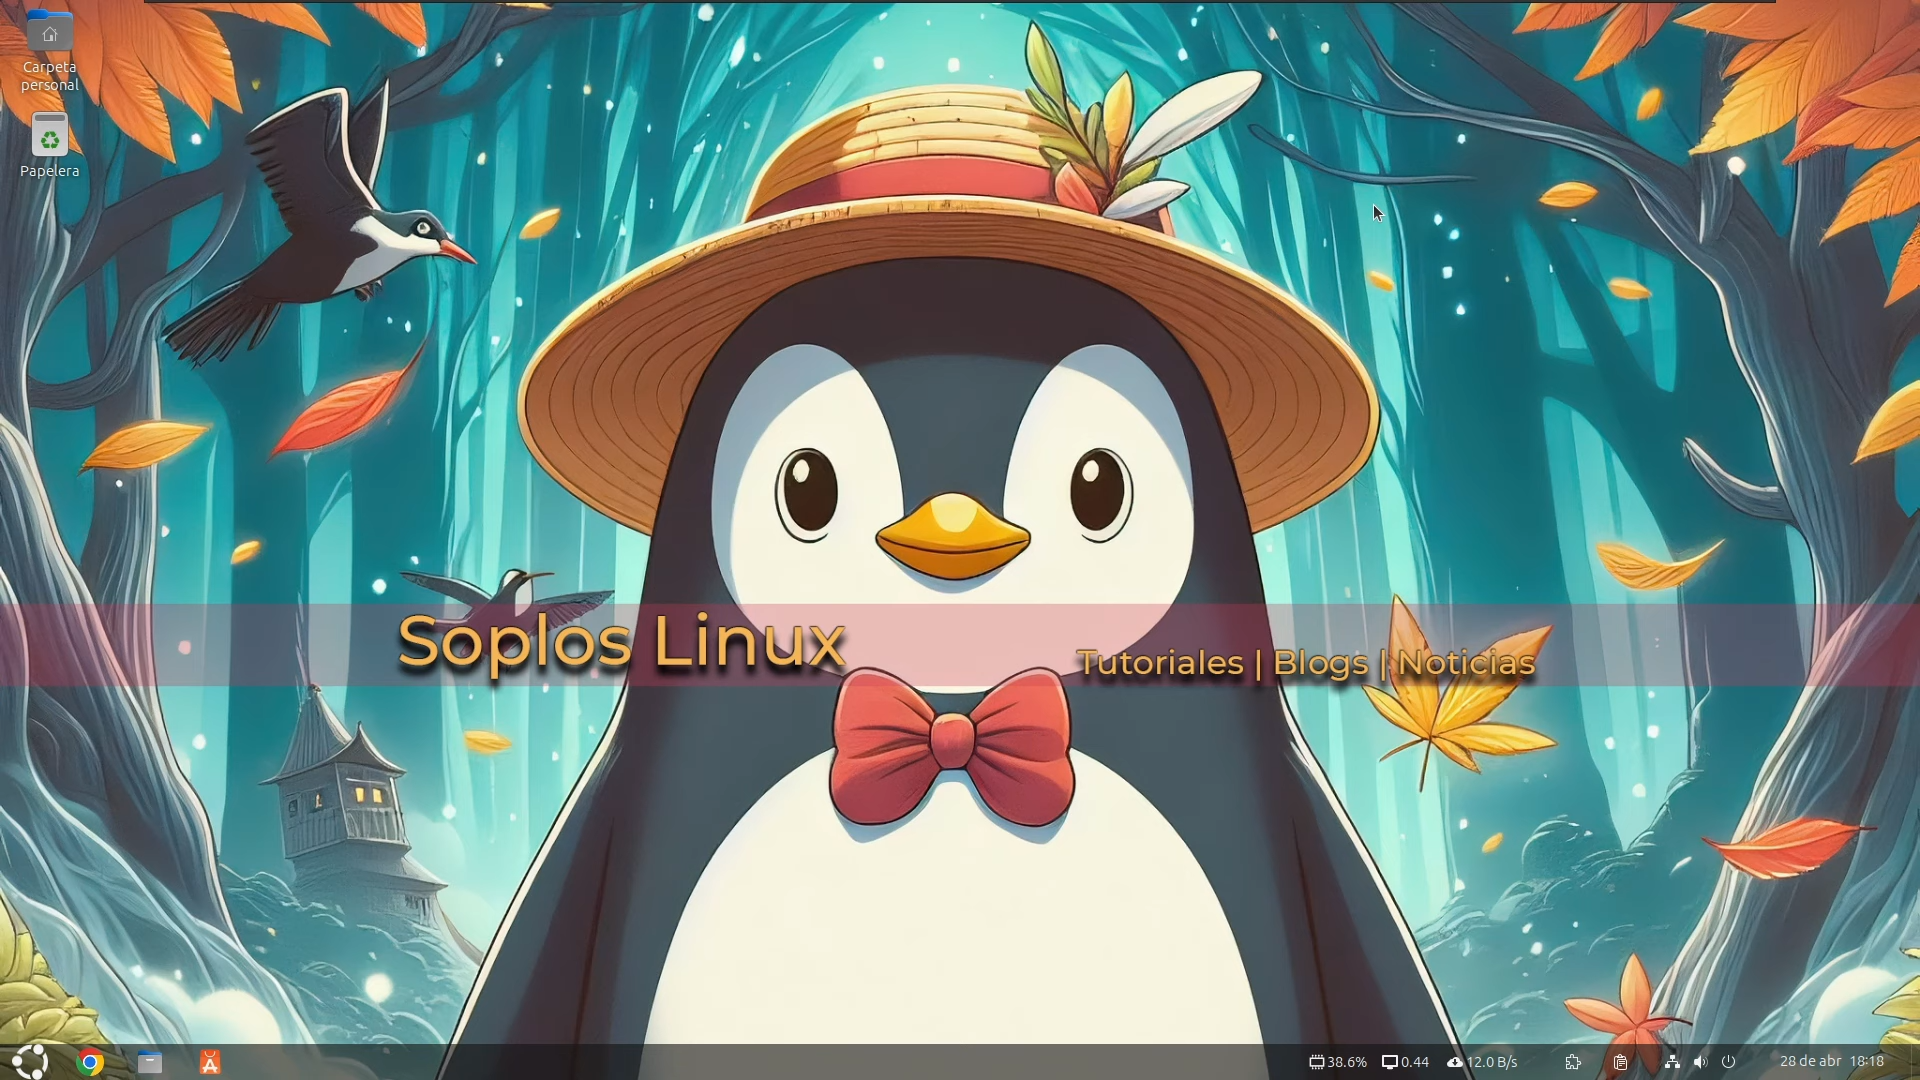 Carpeta
personal
Papelera
Soplos Linux
Tutoriales | Blogs | Noticias
38.6% 0.44 12.0 B/s 28 de abr 18:18